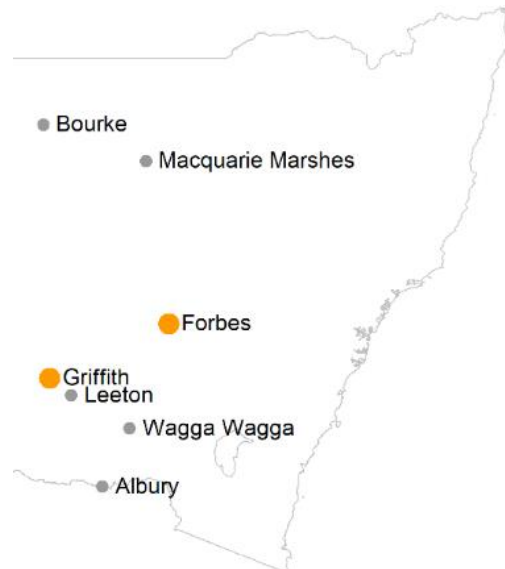 Bourke
Macquarie Marshes
Forbes
Griffith
Leeton
Wagga Wagga
Albury